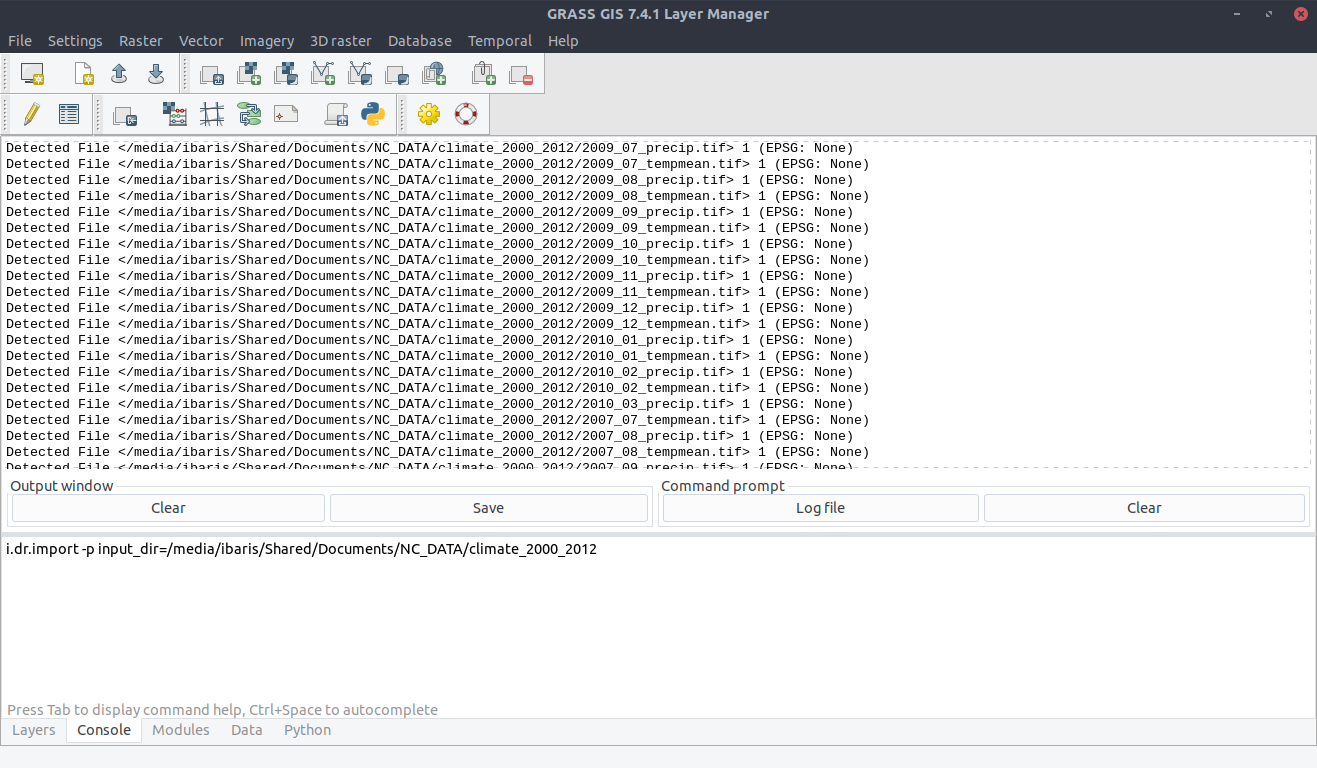 GRASS GIS 7.4.1 Layer Manager
File Settings Raster Vector Imagery 3D raster Database Temporal Help
Detected File </media/ibaris/Shared/Documents/NC_DATA/climate_2000_2012/2009_07_precip.tif> 1 (EPSG: None)
Detected File </media/ibaris/Shared/Documents/NC_DATA/climate_2000_2012/2009_07_tempmean.tif> 1 (EPSG: None)
Detected File </media/ibaris/Shared/Documents/NC_DATA/climate_2000_2012/2009_08_precip.tif> 1 (EPSG: None)
Detected File </media/ibaris/Shared/Documents/NC_DATA/climate_2000_2012/2009_08_tempmean.tif> 1 (EPSG: None)
Detected File </media/ibaris/Shared/Documents/NC_DATA/climate_2000_2012/2009_09_precip.tif> 1 (EPSG: None)
Detected File </media/ibaris/Shared/Documents/NC_DATA/climate_2000_2012/2009_09_tempmean.tif> 1 (EPSG: None)
Detected File </media/ibaris/Shared/Documents/NC_DATA/climate_2000_2012/2009_10_precip.tif> 1 (EPSG: None)
Detected File </media/ibaris/Shared/Documents/NC_DATA/climate_2000_2012/2009_10_tempmean.tif> 1 (EPSG: None)
Detected File </media/ibaris/Shared/Documents/NC_DATA/climate_2000_2012/2009_11_precip.tif> 1 (EPSG: None)
Detected File </media/ibaris/Shared/Documents/NC_DATA/climate_2000_2012/2009_11_tempmean.tif> 1 (EPSG: None)
Detected File </media/ibaris/Shared/Documents/NC_DATA/climate_2000_2012/2009_12_precip.tif> 1 (EPSG: None)
Detected File </media/ibaris/Shared/Documents/NC_DATA/climate_2000_2012/2009_12_tempmean.tif> 1 (EPSG: None)
Detected File </media/ibaris/Shared/Documents/NC_DATA/climate_2000_2012/2010_01_precip.tif> 1 (EPSG: None)
Detected File </media/ibaris/Shared/Documents/NC_DATA/climate_2000_2012/2010_01_tempmean.tif> 1 (EPSG: None)
Detected File </media/ibaris/Shared/Documents/NC_DATA/climate_2000_2012/2010_02_precip.tif> 1 (EPSG: None)
Detected File </media/ibaris/Shared/Documents/NC_DATA/climate_2000_2012/2010_02_tempmean.tif> 1 (EPSG: None)
Detected File </media/ibaris/Shared/Documents/NC_DATA/climate_2000_2012/2010_03_precip.tif> 1 (EPSG: None)
Detected File </media/ibaris/Shared/Documents/NC_DATA/climate_2000_2012/2007_07_tempmean.tif> 1 (EPSG: None)
Detected File </media/ibaris/Shared/Documents/NC_DATA/climate_2000_2012/2007_08_precip.tif> 1 (EPSG: None)
Detected File </media/ibaris/Shared/Documents/NC_DATA/climate_2000_2012/2007_08_tempmean.tif> 1 (EPSG: None)
Detected File </media/ibaris/Shared/Documents/NC_DATA/climate_2000_2012/2007_09_precip.tif> 1 (EPSG: None)
Output window Command prompt
Clear Save Log file Clear
i.dr.import -p input_dir=/media/ibaris/Shared/Documents/NC_DATA/climate_2000_2012
Press Tab to display command help, Ctrl+Space to autocomplete
Layers Console Modules Data Python